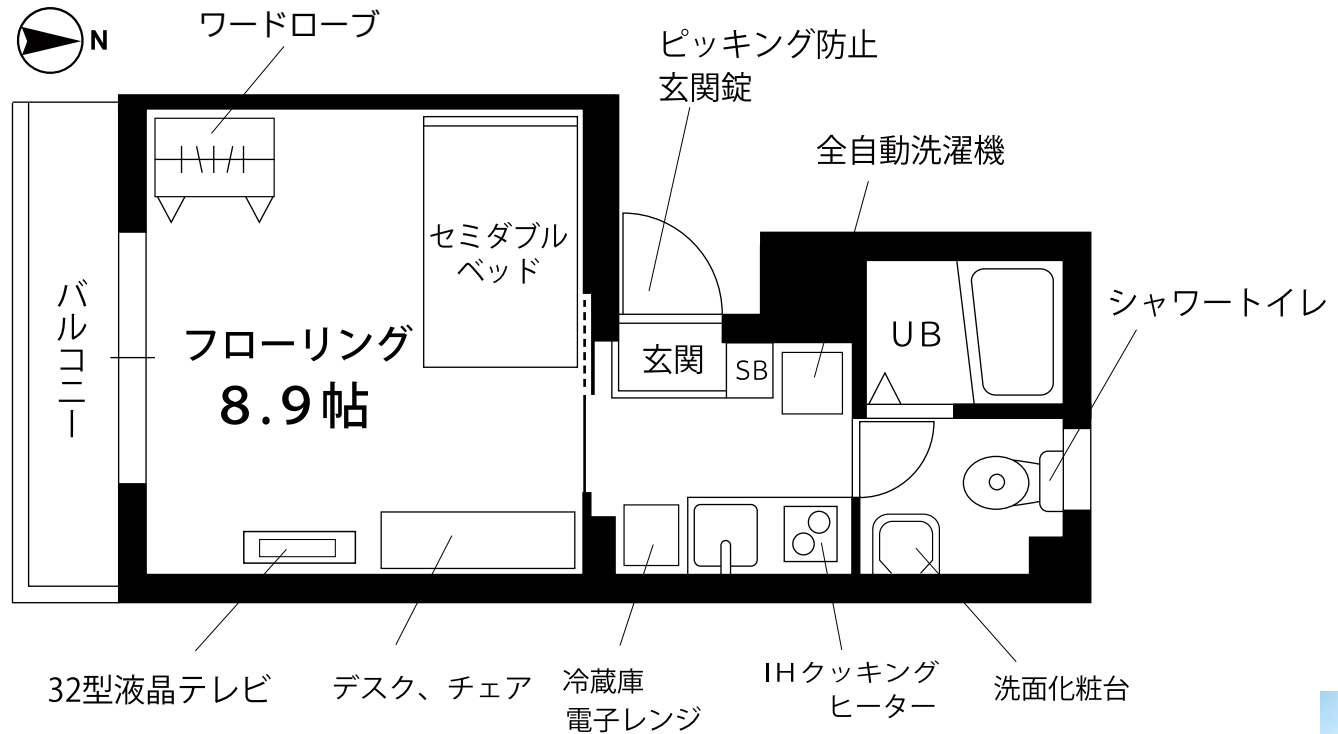 N
ワードローブ
ピッキング防止
玄関錠
全自動洗濯機
シャワートイレ
セミダブル
ベッド
バルコニー
フローリング
8.9帖
玄関
SB
UB
32型液晶テレビ
デスク、チェア
冷蔵庫
電子レンジ
IHクッキング
ヒーター
洗面化粧台